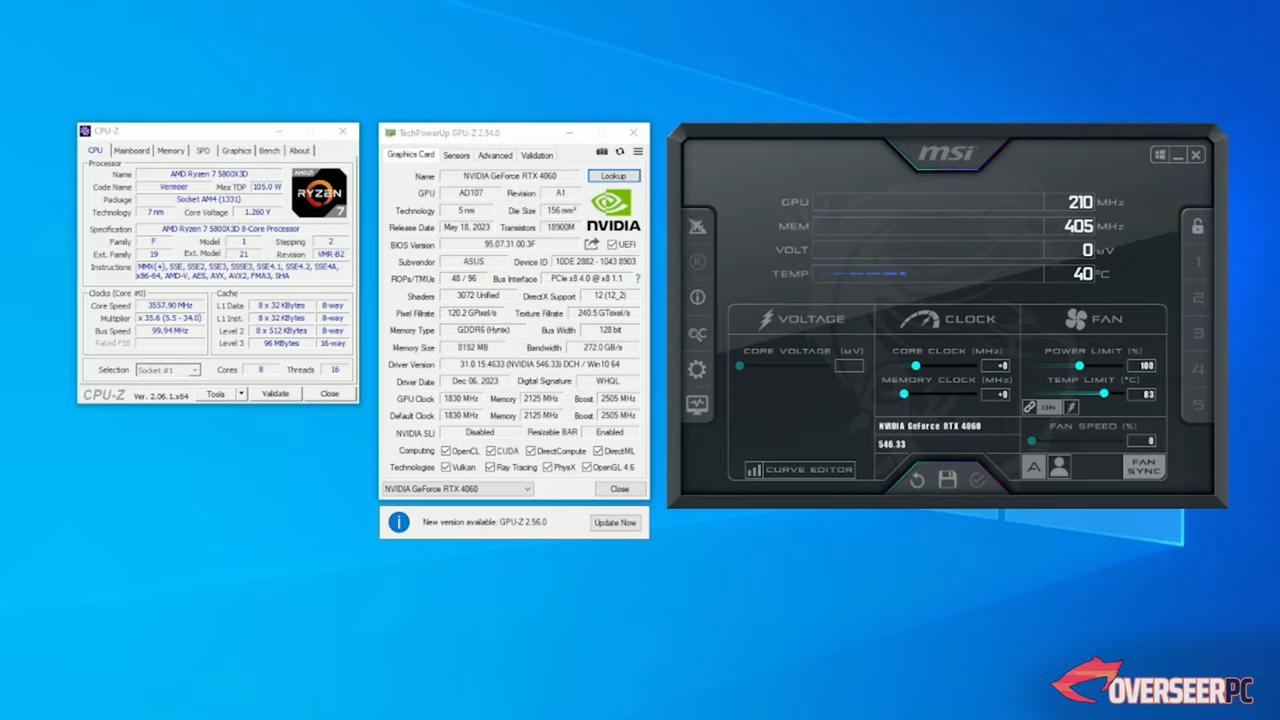 CPU-Z
CPU Mainboard Memory SPD Graphics Bench About
Processor
Name AMD Ryzen 7 5800X3D
Code Name Vermeer Max TDP 105.0 W
Package Socket AM4 (1331)
Technology 7 nm Core Voltage 1.260 V
AMD RYZEN 7
Specification AMD Ryzen 7 5800X3D 8-Core Processor
Family F Model 1 Stepping 2
Ext. Family 19 Ext. Model 21 Revision VMR-B2
Instructions MMX(+), SSE, SSE2, SSE3, SSSE3, SSE4.1, SSE4.2, SSE4A,
x86-64, AMD-V, AES, AVX, AVX2, FMA3, SHA
Clocks (Core #0) Cache
Core Speed 3557.90 MHz L1 Data 8 x 32 KBytes 8-way
Multiplier x 35.6 (5.5 - 34.0) L1 Inst. 8 x 32 KBytes 8-way
Bus Speed 99.94 MHz Level 2 8 x 512 KBytes 8-way
Rated FSB Level 3 96 MBytes 16-way
Selection Socket #1 Cores 8 Threads 16
CPU-Z Ver. 2.06.1.x64 Tools Validate Close
TechPowerUp GPU-Z 2.54.0
Graphics Card Sensors Advanced Validation
Name NVIDIA GeForce RTX 4060 Lookup
GPU AD107 Revision A1
Technology 5 nm Die Size 156 mm²
Release Date May 18, 2023 Transistors 18900M
NVIDIA
BIOS Version 95.07.31.00.3F UEFI
Subvendor ASUS Device ID 10DE 2882 - 1043 8903
ROPs/TMUs 48 / 96 Bus Interface PCIe x8 4.0 @ x8 1.1 ?
Shaders 3072 Unified DirectX Support 12 (12_2)
Pixel Fillrate 120.2 GPixel/s Texture Fillrate 240.5 GTexel/s
Memory Type GDDR6 (Hynix) Bus Width 128 bit
Memory Size 8192 MB Bandwidth 272.0 GB/s
Driver Version 31.0.15.4633 (NVIDIA 546.33) DCH / Win10 64
Driver Date Dec 06, 2023 Digital Signature WHQL
GPU Clock 1830 MHz Memory 2125 MHz Boost 2505 MHz
Default Clock 1830 MHz Memory 2125 MHz Boost 2505 MHz
NVIDIA SLI Disabled Resizable BAR Enabled
Computing OpenCL CUDA DirectCompute DirectML
Technologies Vulkan Ray Tracing PhysX OpenGL 4.6
NVIDIA GeForce RTX 4060 Close
New version available: GPU-Z 2.56.0 Update Now
msi
GPU 210 MHz
MEM 405 MHz
VOLT 0 mV
TEMP 40 °C
K
OC
1
2
3
4
5
VOLTAGE CLOCK FAN
CORE VOLTAGE (MV) CORE CLOCK (MHz) +0 POWER LIMIT (%) 100
MEMORY CLOCK (MHz) +0 TEMP LIMIT (°C) 83
ON
NVIDIA GeForce RTX 4060 FAN SPEED (%)
546.33 0
CURVE EDITOR A FAN SYNC
OVERSEERPC